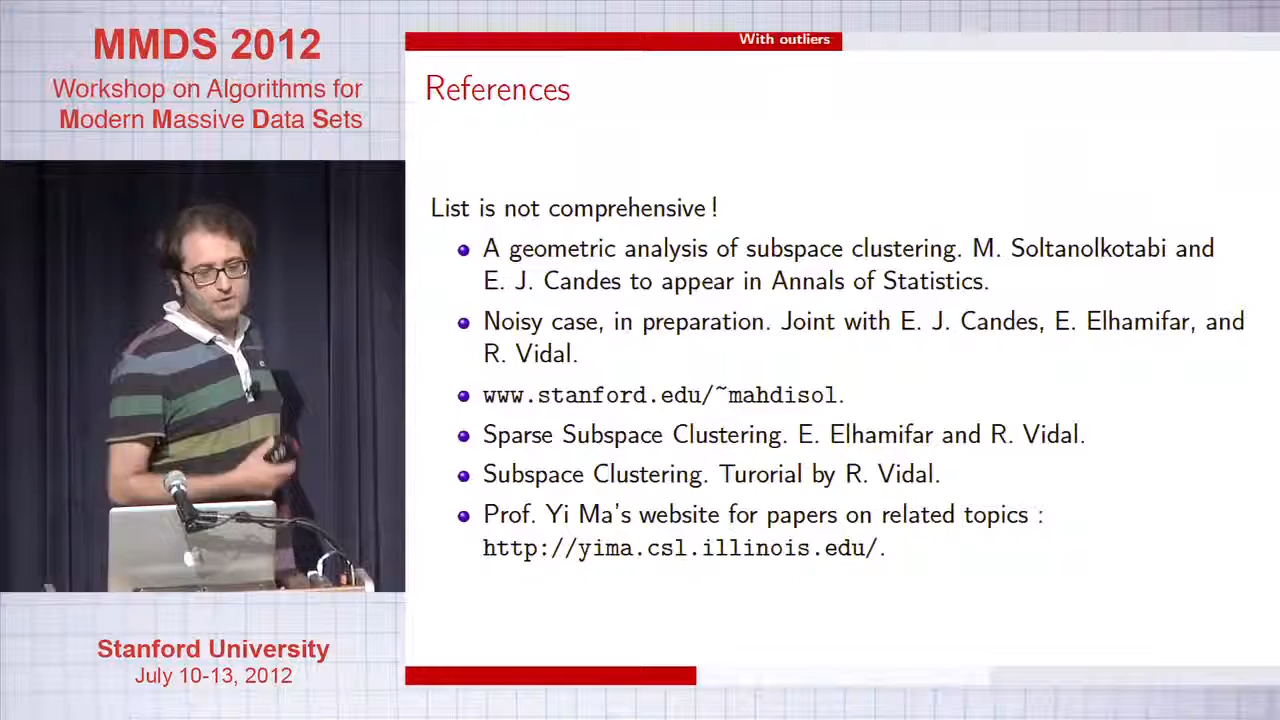 MMDS 2012
Workshop on Algorithms for
Modern Massive Data Sets
With outliers
References
List is not comprehensive !
A geometric analysis of subspace clustering. M. Soltanolkotabi and
E. J. Candes to appear in Annals of Statistics.
Noisy case, in preparation. Joint with E. J. Candes, E. Elhamifar, and
R. Vidal.
www.stanford.edu/~mahdisol.
Sparse Subspace Clustering. E. Elhamifar and R. Vidal.
Subspace Clustering. Turorial by R. Vidal.
Prof. Yi Ma's website for papers on related topics :
http://yima.csl.illinois.edu/.
Stanford University
July 10-13, 2012